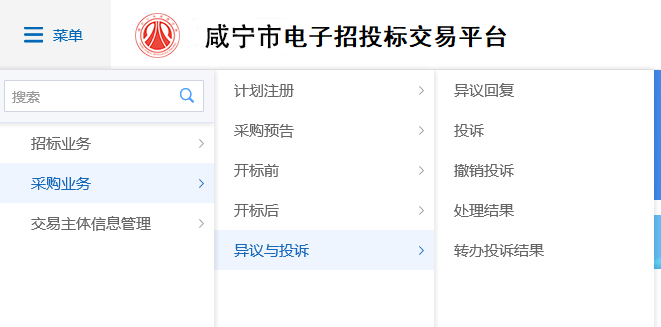 菜单
咸宁市电子招投标交易平台
搜索
招标业务
采购业务
交易主体信息管理
计划注册
采购预告
开标前
开标后
异议与投诉
异议回复
投诉
撤销投诉
处理结果
转办投诉结果